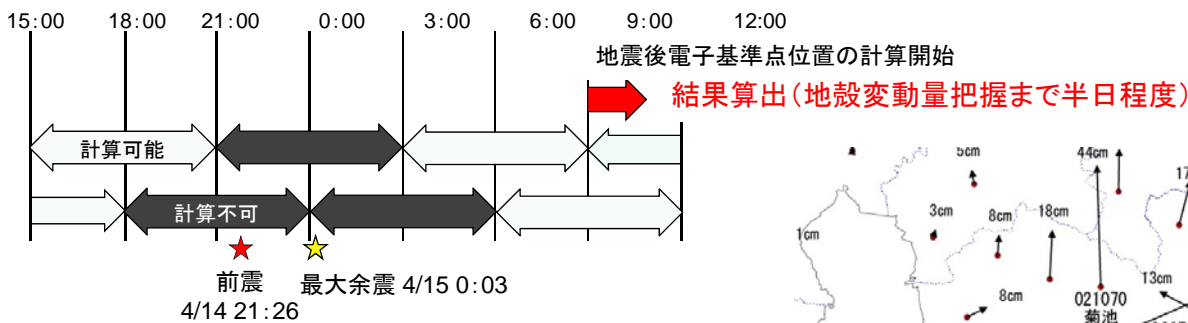 15:00 18:00 21:00 0:00 3:00 6:00 9:00 12:00
地震後電子基準点位置の計算開始
結果算出(地殻変動量把握まで半日程度)
計算可能
計算不可
前震
4/14 21:26
最大余震 4/15 0:03
5cm
44cm
17
3cm
8cm
18cm
1cm
13cm
8cm
021070
菊池